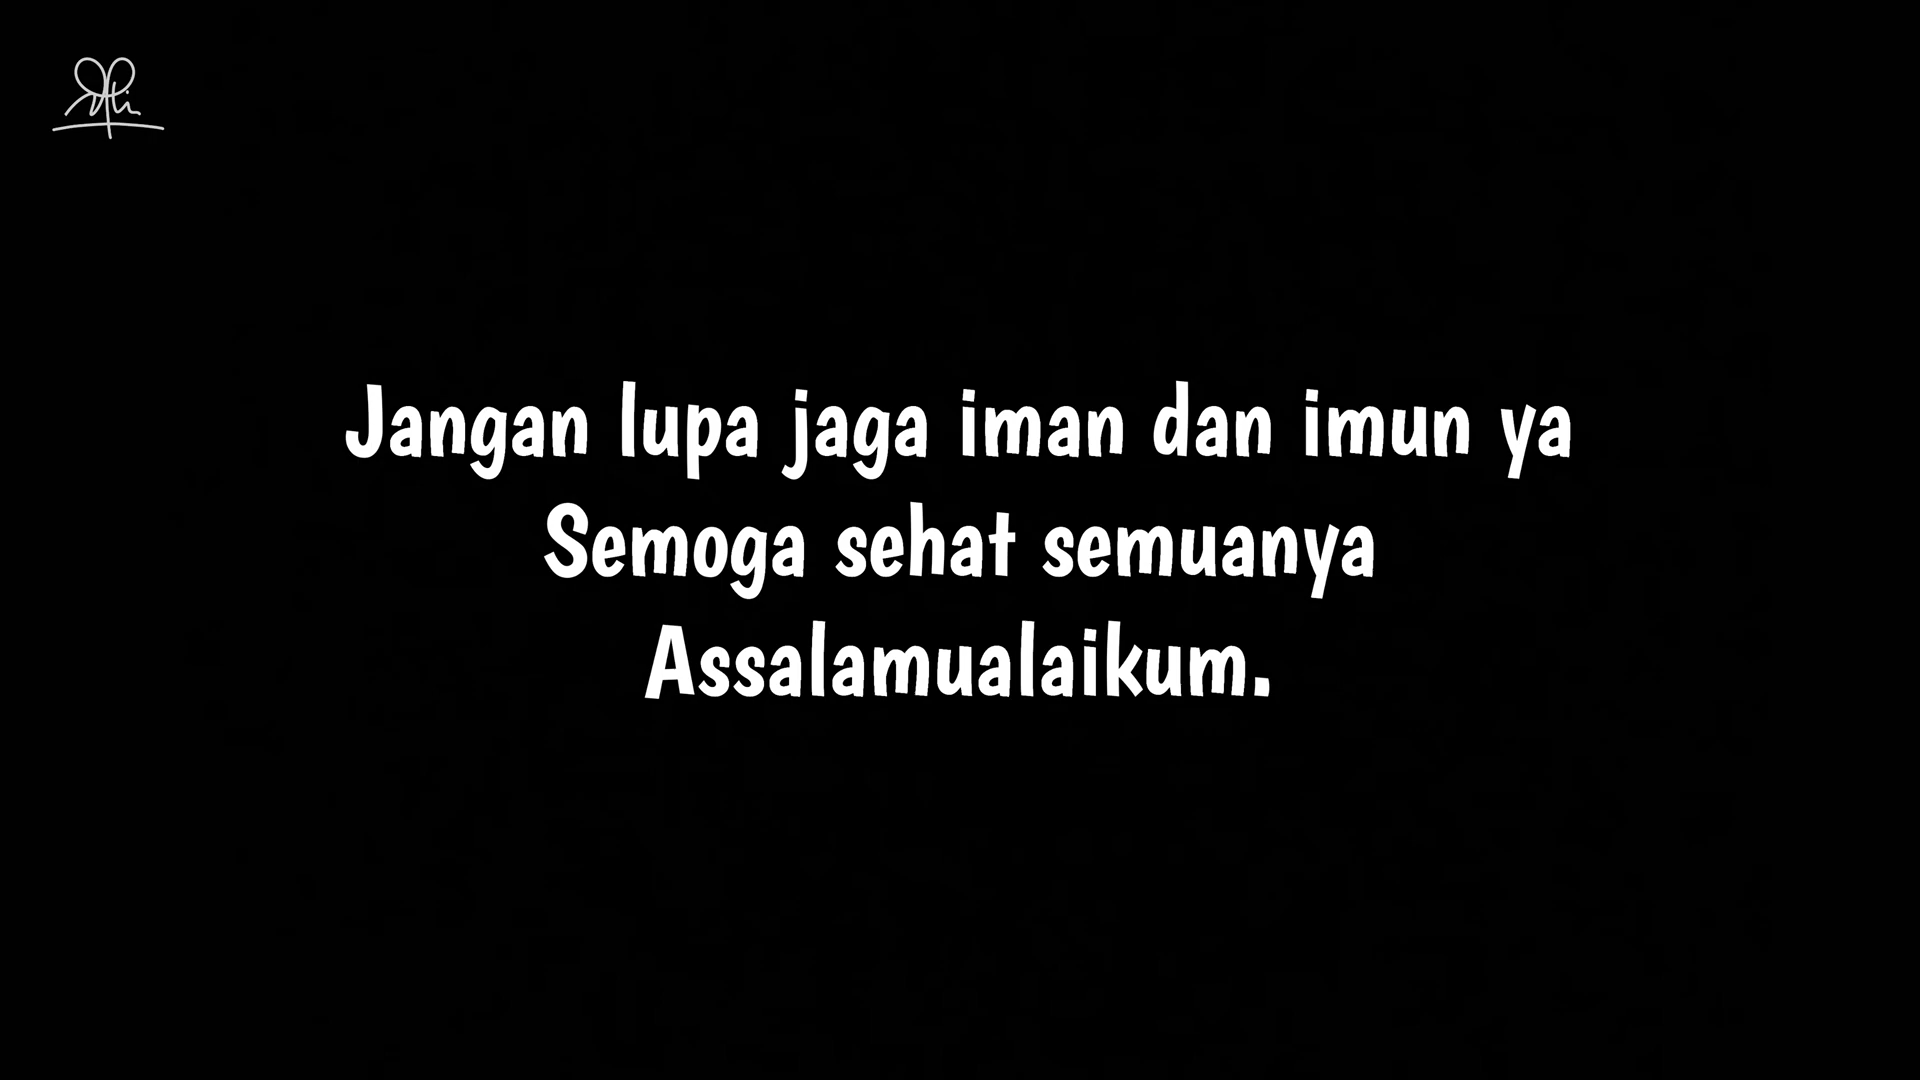 Jangan lupa jaga iman dan imun ya
Semoga sehat semuanya
Assalamualaikum.